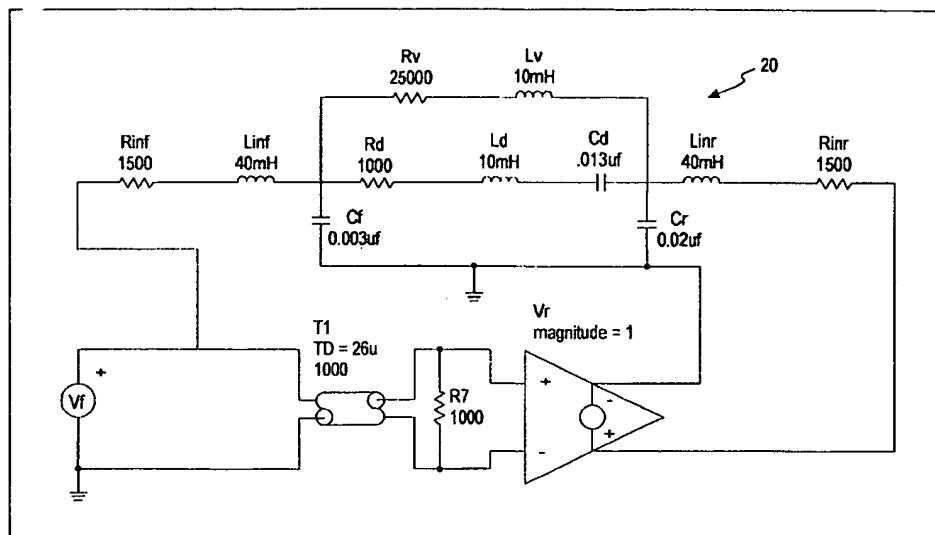 Rv
25000
Lv
10mH
20
Rinf
1500
Linf
40mH
Rd
1000
Ld
10mH
Cd
.013uf
Linr
40mH
Rinr
1500
Cf
0.003uf
Cr
0.02uf
T1
TD = 26u
1000
Vr
magnitude = 1
+
Vf
R7
1000
+
-
-
+